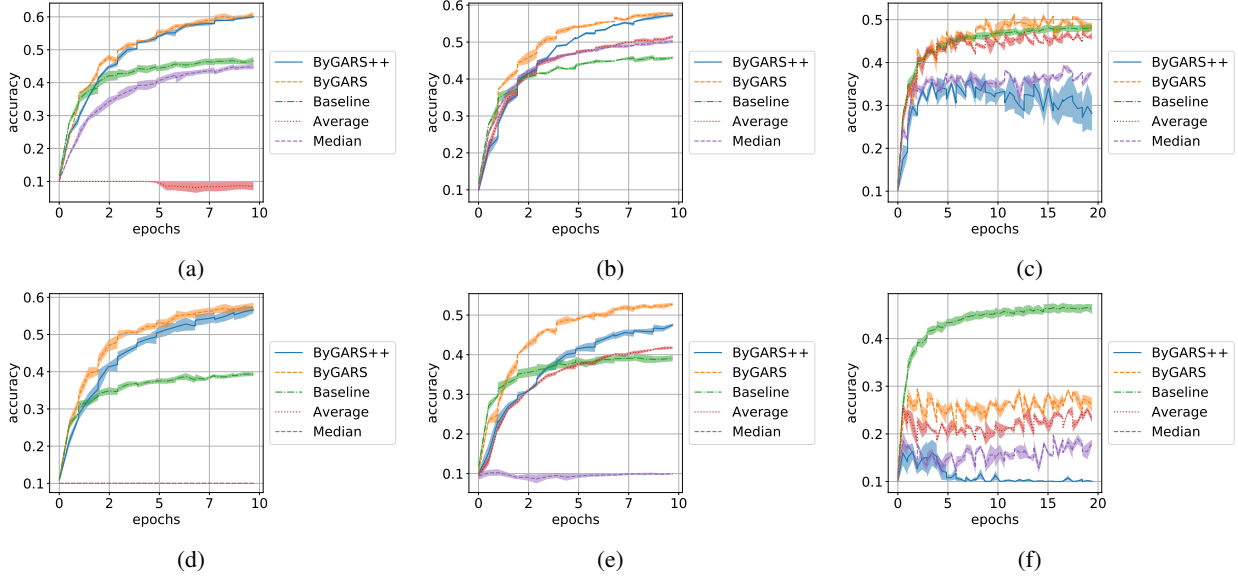 0.6
0.5
0.4
0.3
0.2
0.1
accuracy
0 2 5 7 10
epochs
ByGARS++
ByGARS
Baseline
Average
Median
(a)
0.6
0.5
0.4
0.3
0.2
0.1
accuracy
0 2 5 7 10
epochs
ByGARS++
ByGARS
Baseline
Average
Median
(b)
0.5
0.4
0.3
0.2
0.1
accuracy
0 5 10 15 20
epochs
ByGARS++
ByGARS
Baseline
Average
Median
(c)
0.6
0.5
0.4
0.3
0.2
0.1
accuracy
0 2 5 7 10
epochs
ByGARS++
ByGARS
Baseline
Average
Median
(d)
0.5
0.4
0.3
0.2
0.1
accuracy
0 2 5 7 10
epochs
ByGARS++
ByGARS
Baseline
Average
Median
(e)
0.4
0.3
0.2
0.1
accuracy
0 5 10 15 20
epochs
ByGARS++
ByGARS
Baseline
Average
Median
(f)